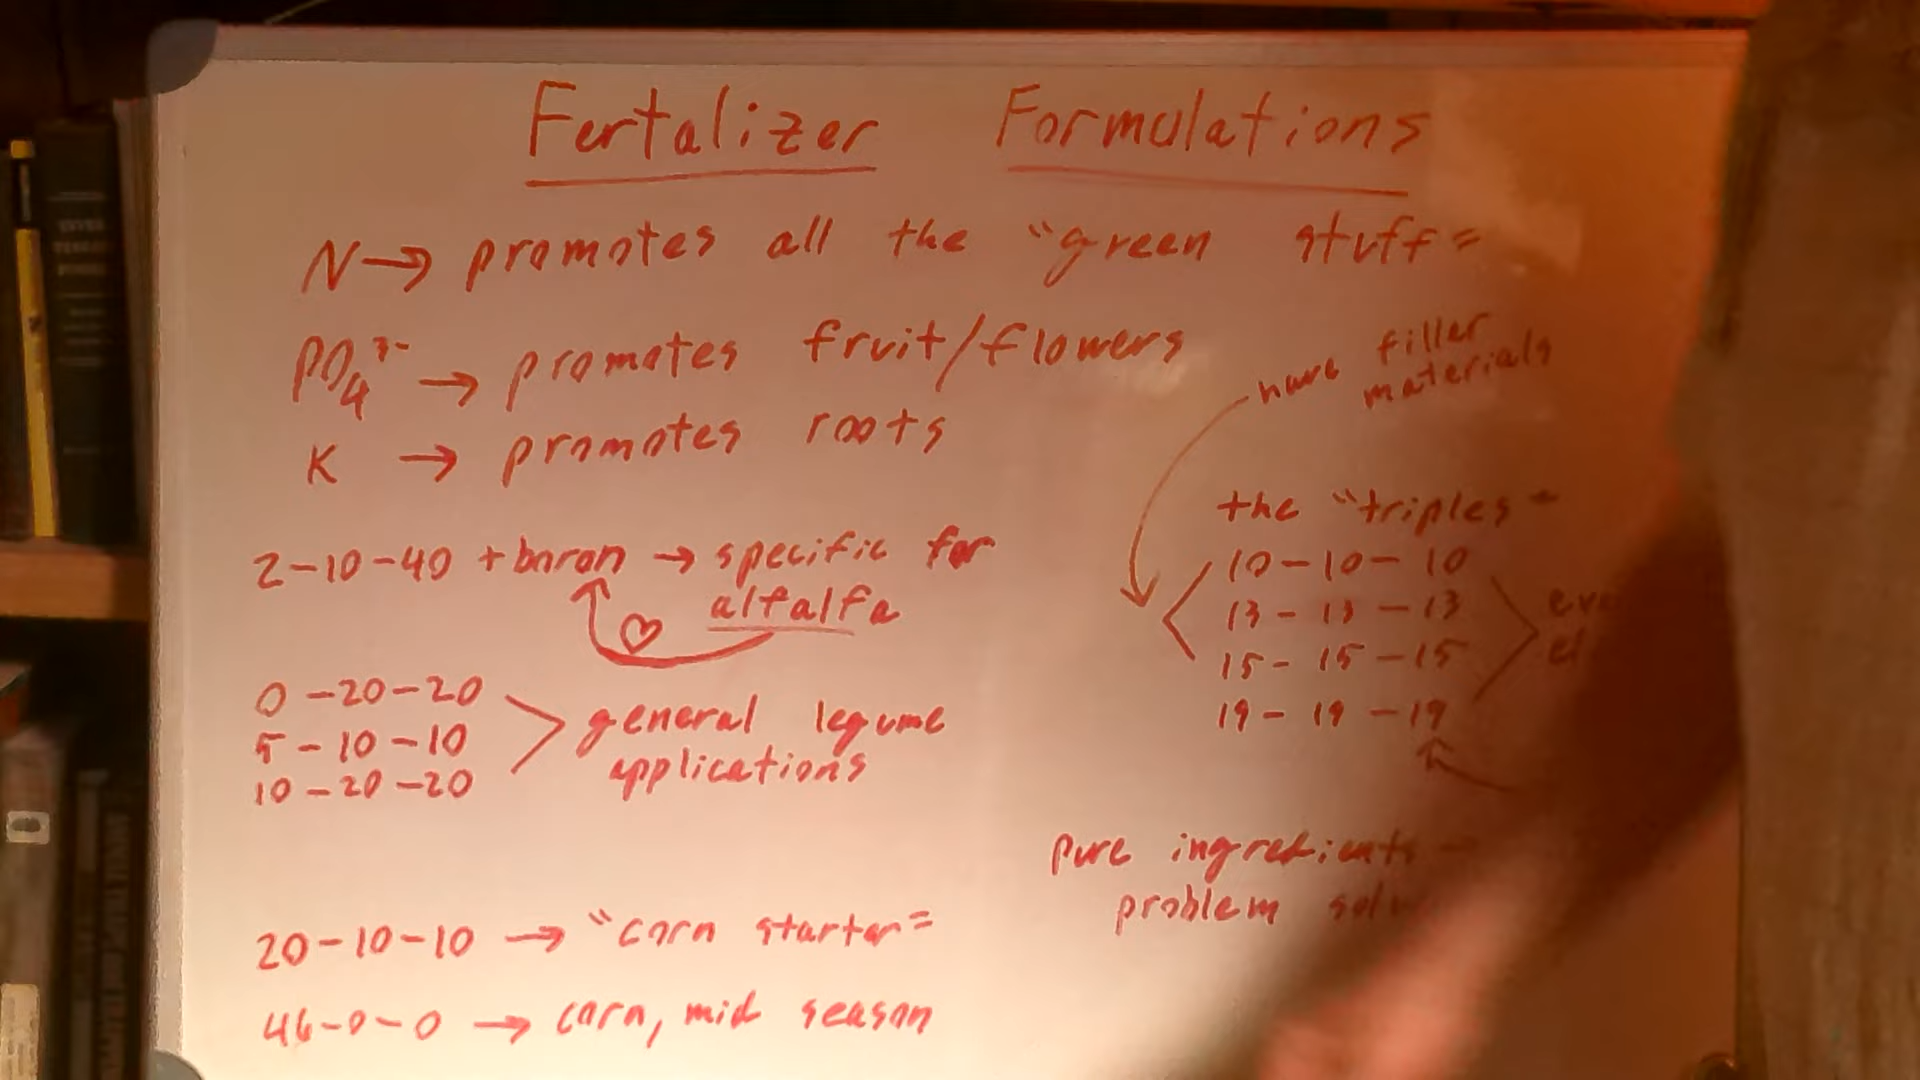 Fertalizer Formulations
N → promotes all the "green stuff"
PO₄³⁻ → promotes fruit/flowers
K → promotes roots
2-10-40 + boron → specific for
alfalfa
0-20-20
5-10-10
10-20-20
general legume
applications
20-10-10 → "corn starter"
46-0-0 → corn, mid season
have filler
materials
the "triples"
10-10-10
13-13-13
15-15-15
19-19-19
pure ingredients
problem